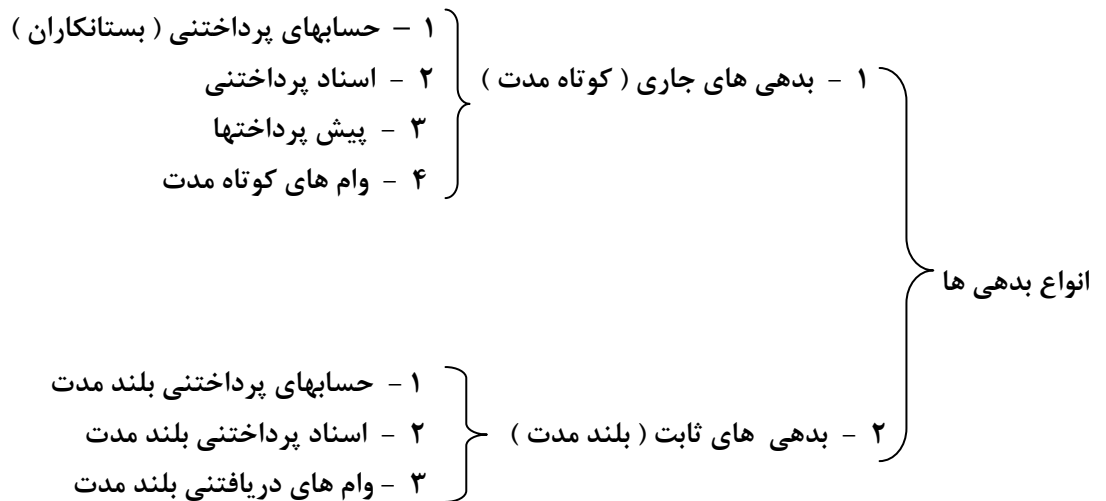 انواع بدهی ها
۱ - بدهی های جاری ( کوتاه مدت )
۱ – حسابهای پرداختنی ( بستانکاران )
۲ - اسناد پرداختنی
۳ - پیش پرداختها
۴ - وام های کوتاه مدت
۲ - بدهی های ثابت ( بلند مدت )
۱ - حسابهای پرداختنی بلند مدت
۲ - اسناد پرداختنی بلند مدت
۳ - وام های دریافتنی بلند مدت